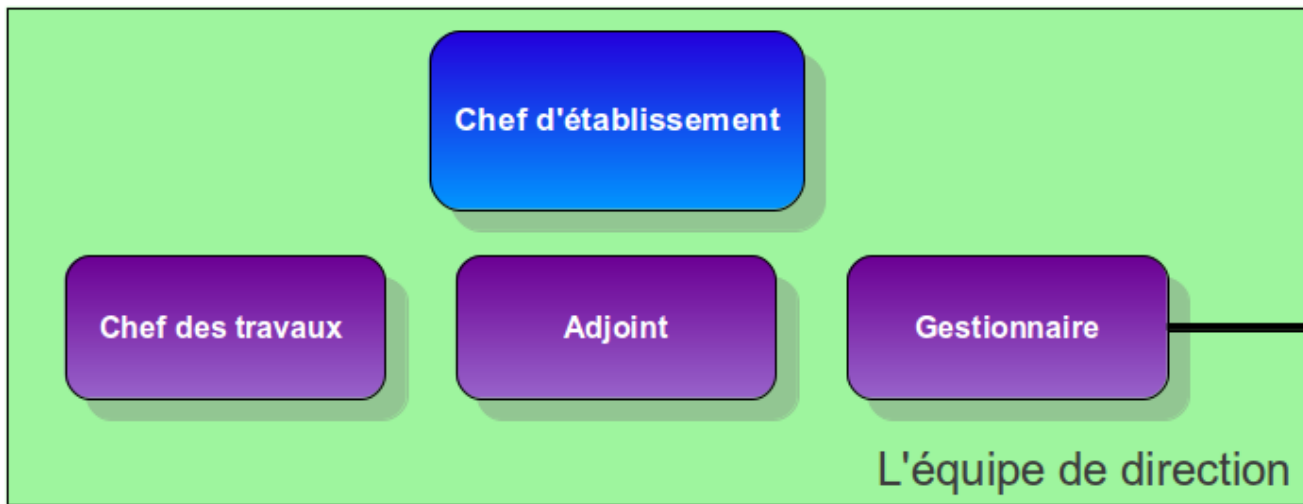 Chef d'établissement
Chef des travaux
Adjoint
Gestionnaire
L'équipe de direction